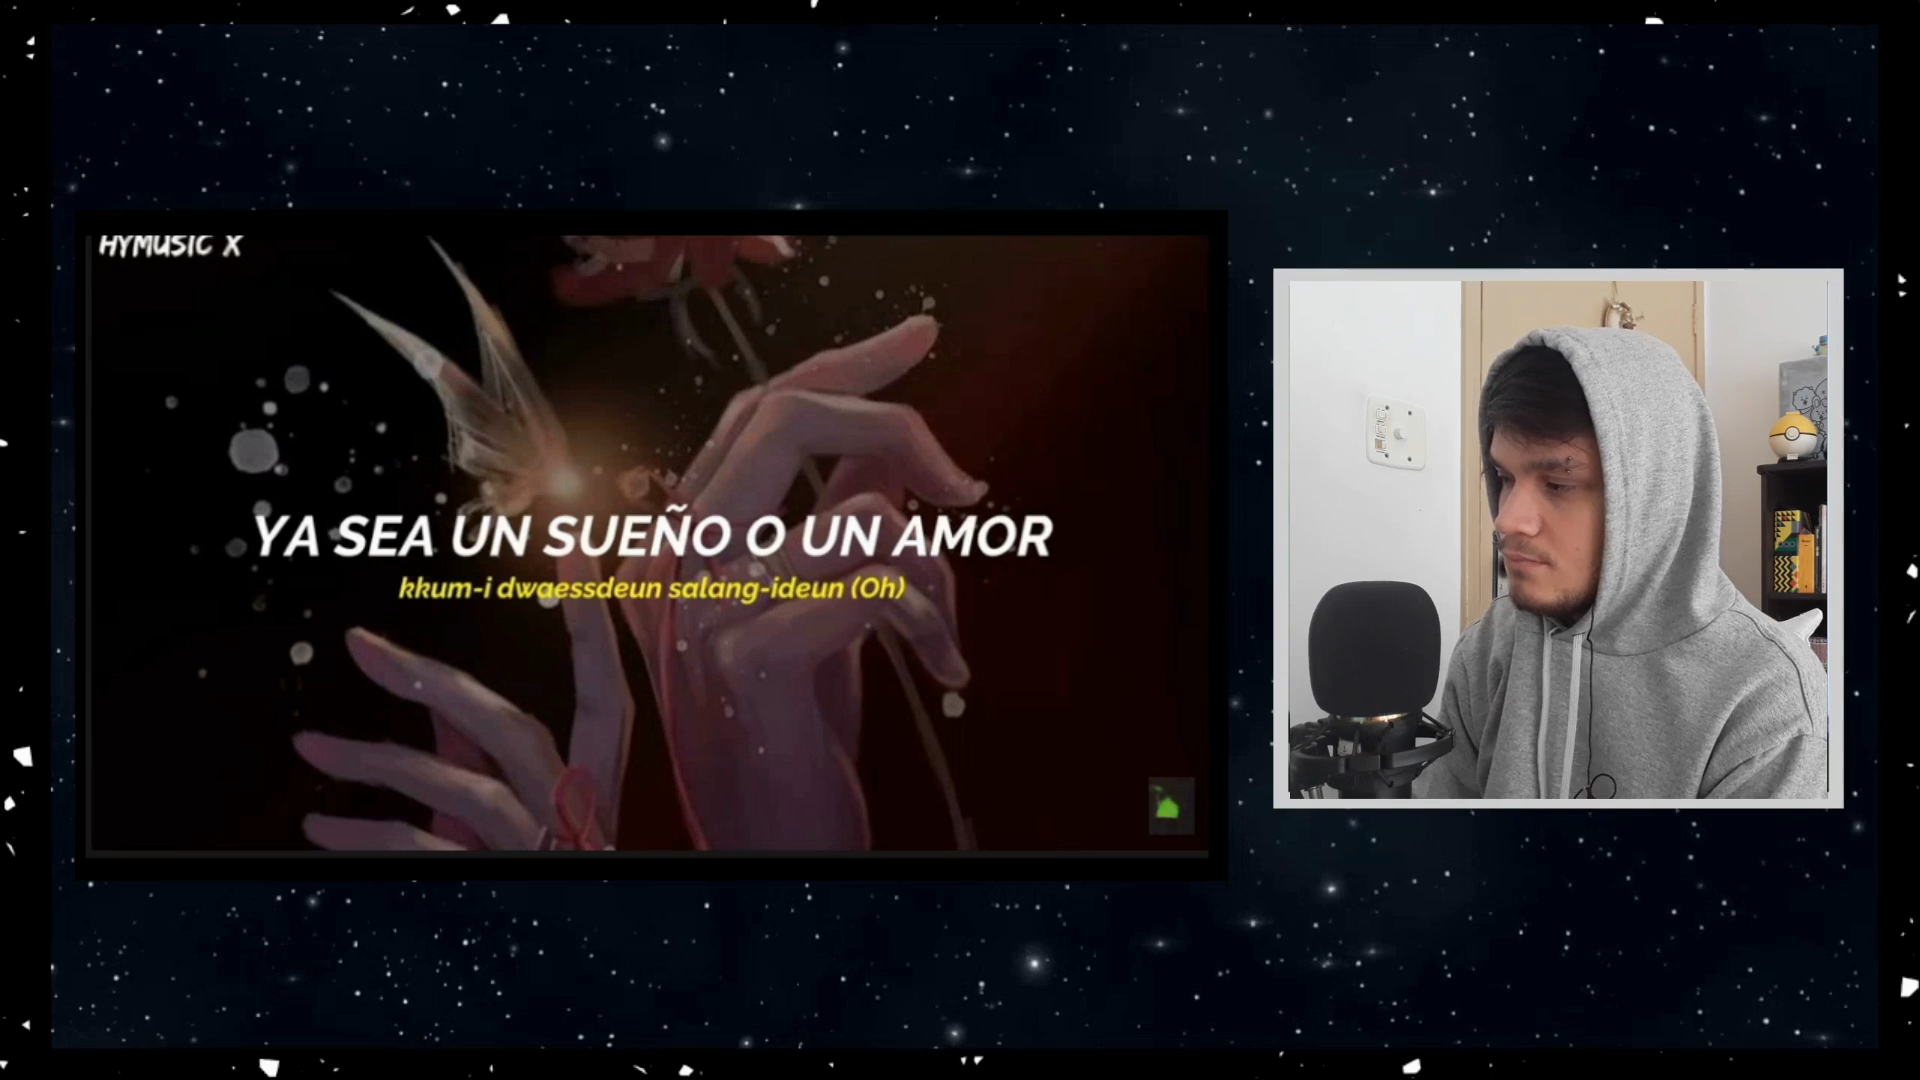 HYMUSIC X
YA SEA UN SUEÑO O UN AMOR
kkum-i dwaessdeun salang-ideun (Oh)